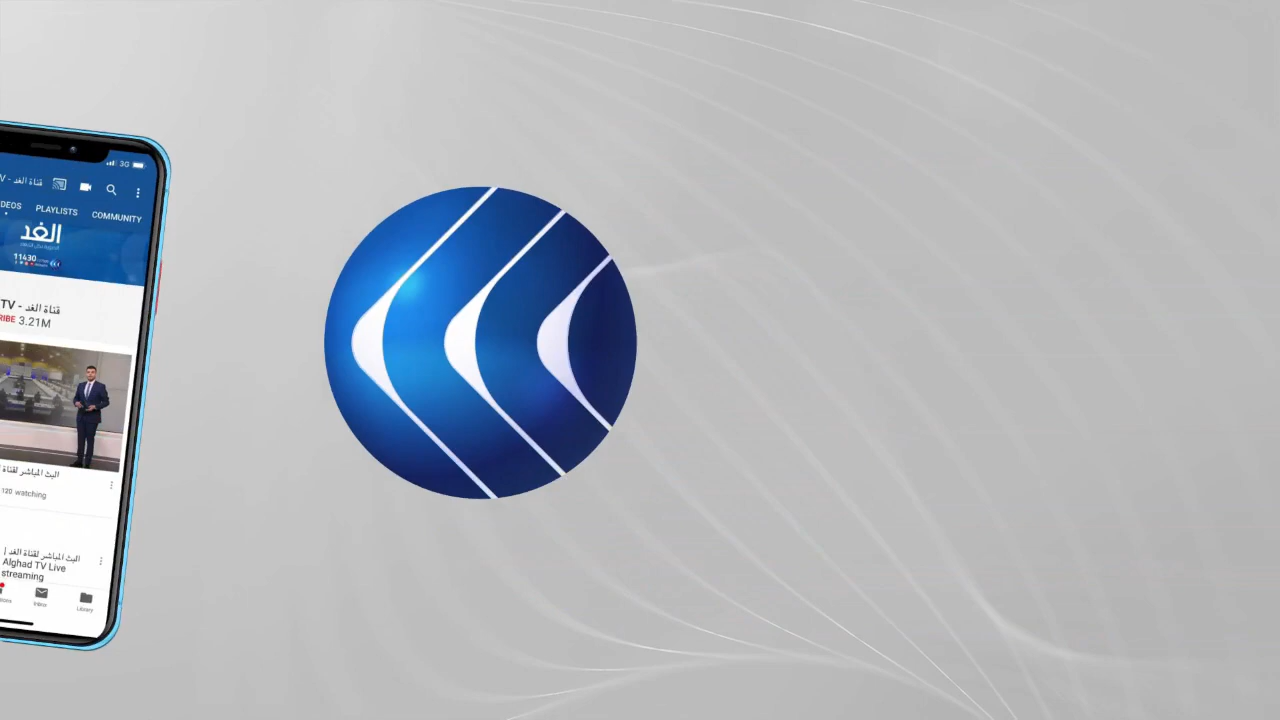 3G
قناة الغد - V
DEOS PLAYLISTS COMMUNITY
الغد
11430
قناة الغد - TV
RIBE 3.21M
البث المباشر لقناة ا
120 watching
البث المباشر لقناة الغد |
Alghad TV Live
streaming
Inbox Library